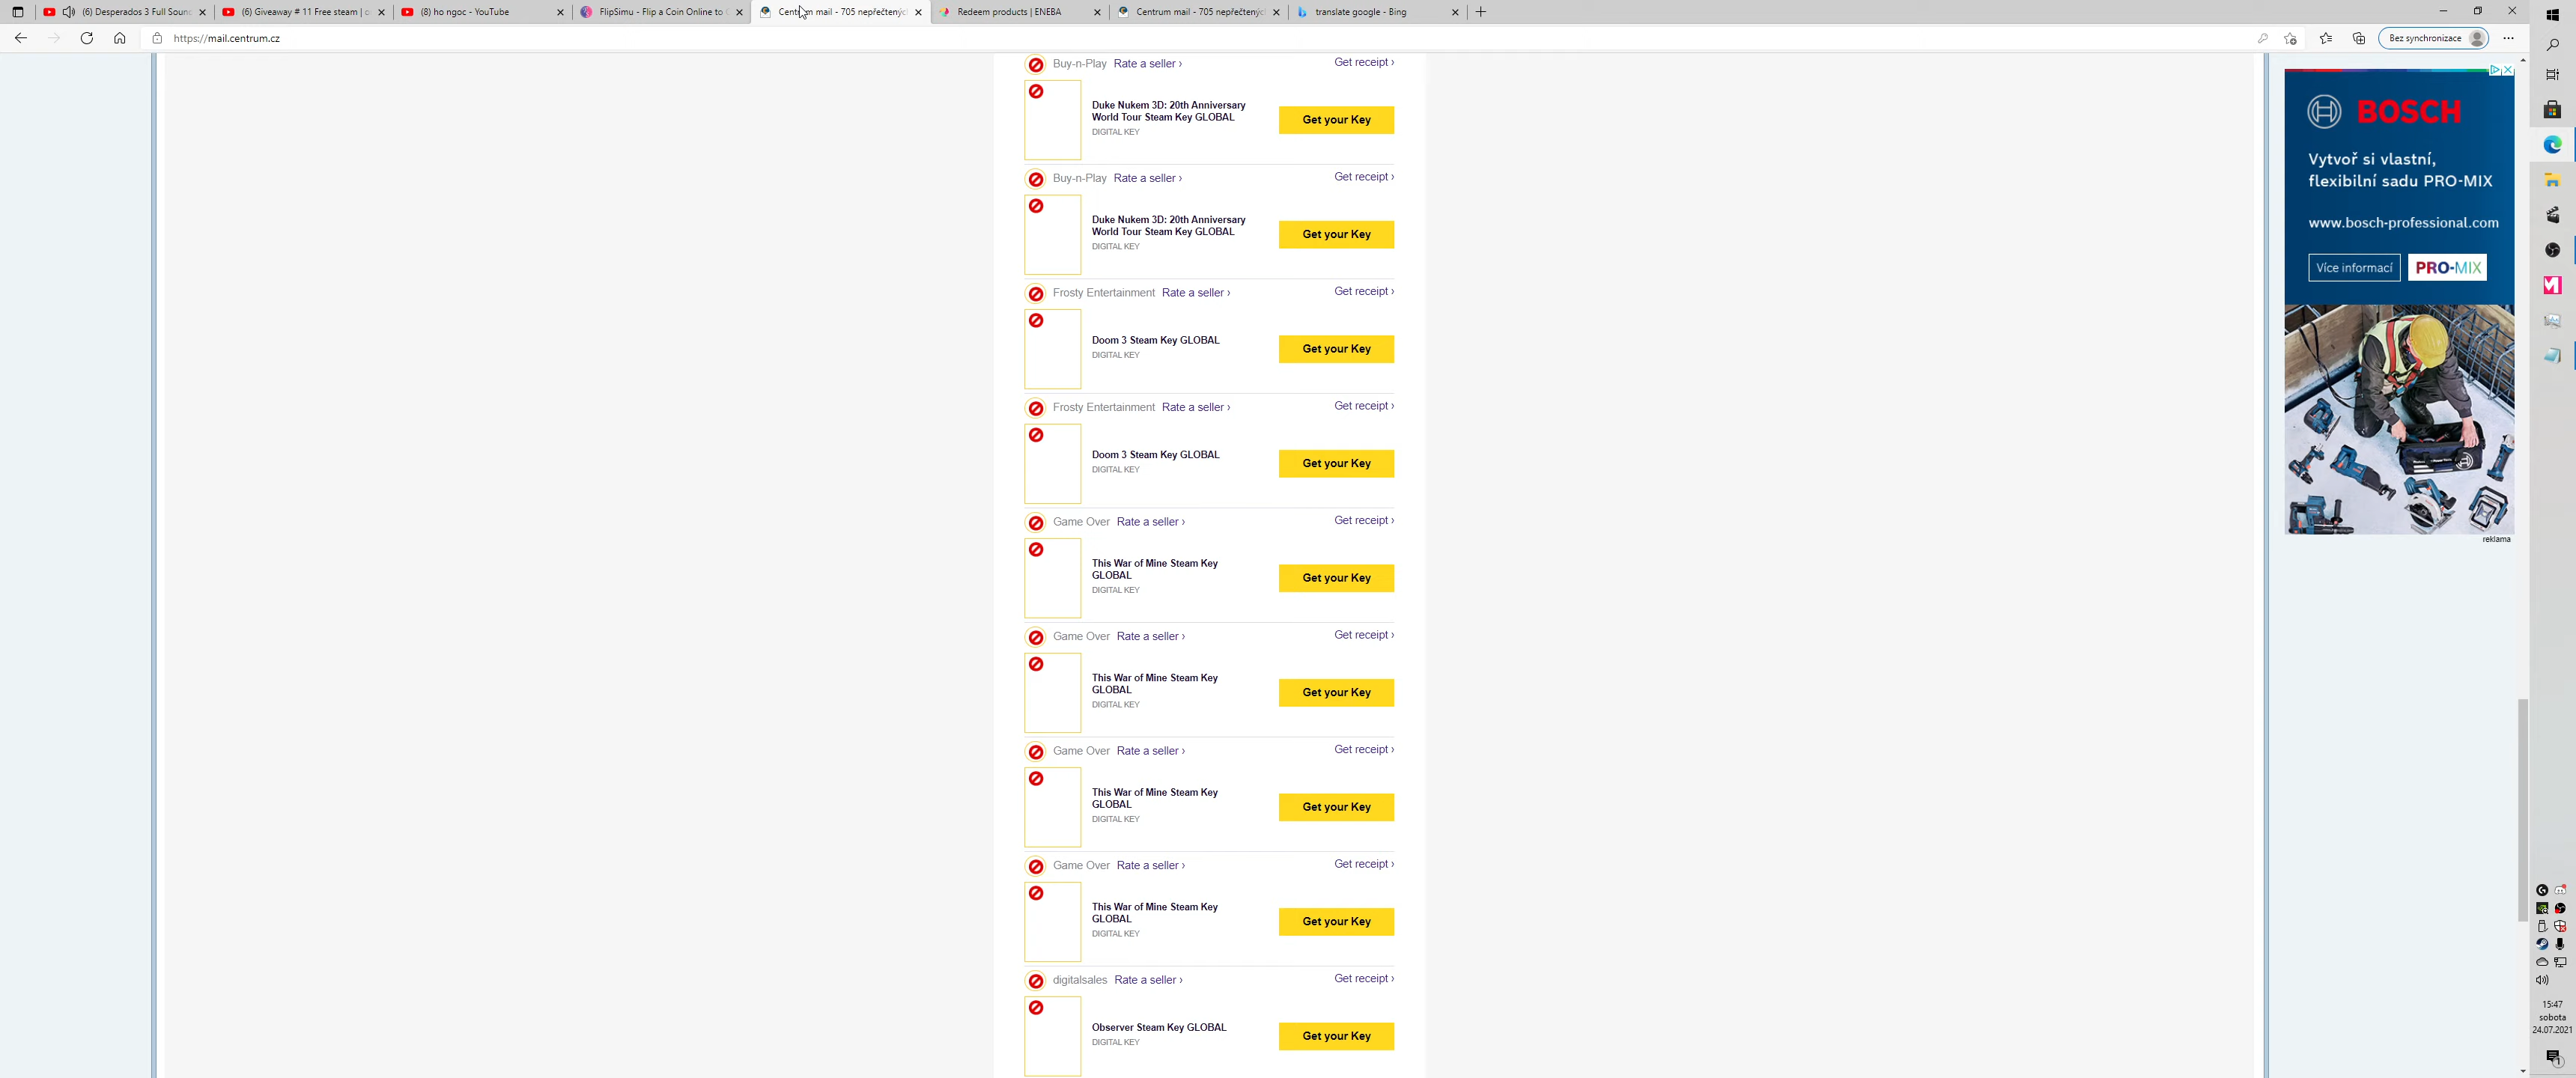 (6) Desperados 3 Full Soun
(6) Giveaway # 11 Free steam | c
(8) ho ngoc - YouTube
FlipSimu - Flip a Coin Online to
Centrum mail - 705 nepřečtenýc
Redeem products | ENEBA
Centrum mail - 705 nepřečtený
translate google - Bing
https://mail.centrum.cz
Bez synchronizace
Buy-n-Play Rate a seller › Get receipt ›
Duke Nukem 3D: 20th Anniversary
World Tour Steam Key GLOBAL
DIGITAL KEY
Get your Key
Buy-n-Play Rate a seller › Get receipt ›
Duke Nukem 3D: 20th Anniversary
World Tour Steam Key GLOBAL
DIGITAL KEY
Get your Key
Frosty Entertainment Rate a seller › Get receipt ›
Doom 3 Steam Key GLOBAL
DIGITAL KEY
Get your Key
Frosty Entertainment Rate a seller › Get receipt ›
Doom 3 Steam Key GLOBAL
DIGITAL KEY
Get your Key
Game Over Rate a seller › Get receipt ›
This War of Mine Steam Key
GLOBAL
DIGITAL KEY
Get your Key
Game Over Rate a seller › Get receipt ›
This War of Mine Steam Key
GLOBAL
DIGITAL KEY
Get your Key
Game Over Rate a seller › Get receipt ›
This War of Mine Steam Key
GLOBAL
DIGITAL KEY
Get your Key
Game Over Rate a seller › Get receipt ›
This War of Mine Steam Key
GLOBAL
DIGITAL KEY
Get your Key
digitalsales Rate a seller › Get receipt ›
Observer Steam Key GLOBAL
DIGITAL KEY
Get your Key
BOSCH
Vytvoř si vlastní,
flexibilní sadu PRO-MIX
www.bosch-professional.com
Více informací
PRO-MIX
reklama
15:47
sobota
24.07.2021
1